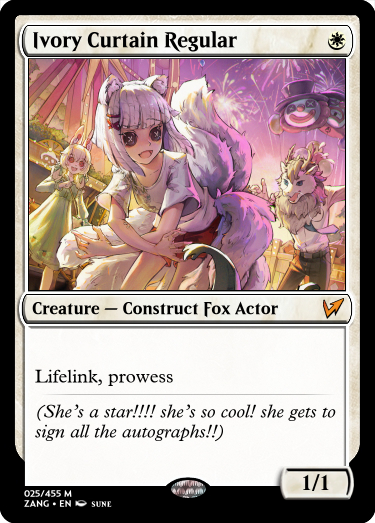 Ivory Curtain Regular
Creature — Construct Fox Actor
Lifelink, prowess
(She's a star!!!! she's so cool! she gets to
sign all the autographs!!)
1/1
025/455 M
ZANG • EN SUNE